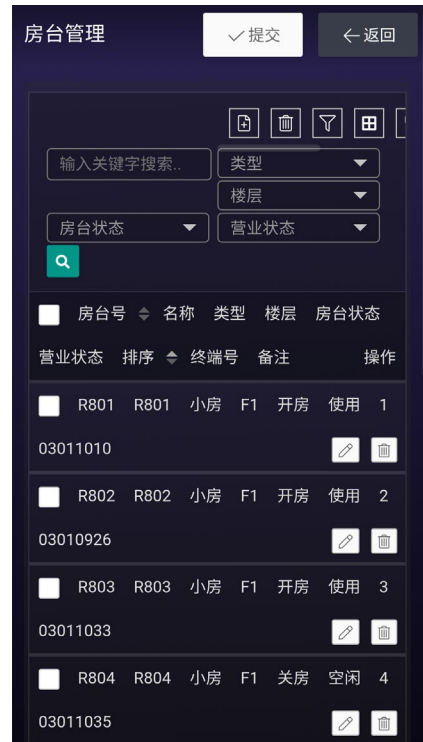 房台管理 提交 返回
输入关键字搜索.. 类型
楼层
房台状态 营业状态
房台号 名称 类型 楼层 房台状态
营业状态 排序 终端号 备注 操作
R801 R801 小房 F1 开房 使用 1
03011010
R802 R802 小房 F1 开房 使用 2
03010926
R803 R803 小房 F1 开房 使用 3
03011033
R804 R804 小房 F1 关房 空闲 4
03011035